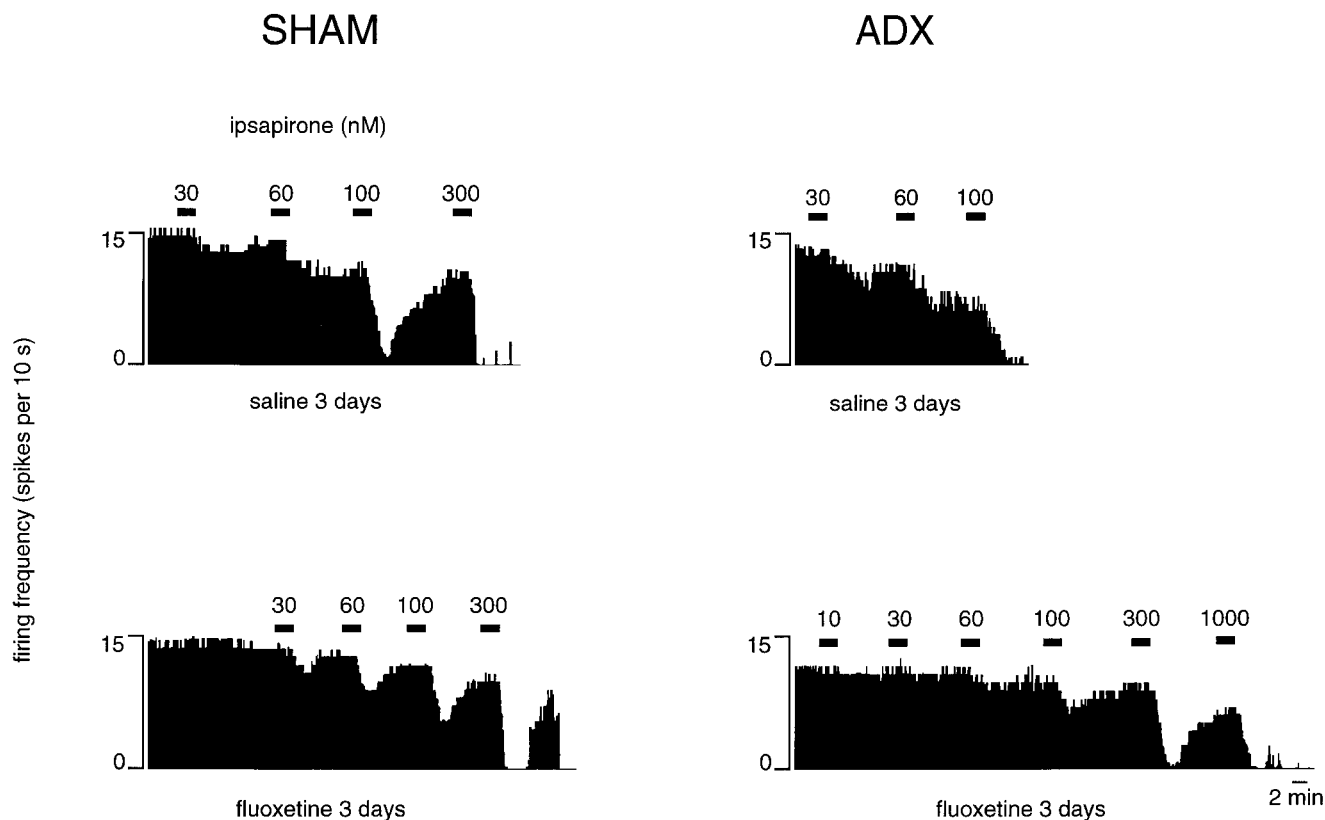 SHAM
ADX
ipsapirone (nM)
30 60 100 300
15
0
saline 3 days
30 60 100
15
0
saline 3 days
firing frequency (spikes per 10 s)
30 60 100 300
15
0
fluoxetine 3 days
10 30 60 100 300 1000
15
0
2 min
fluoxetine 3 days